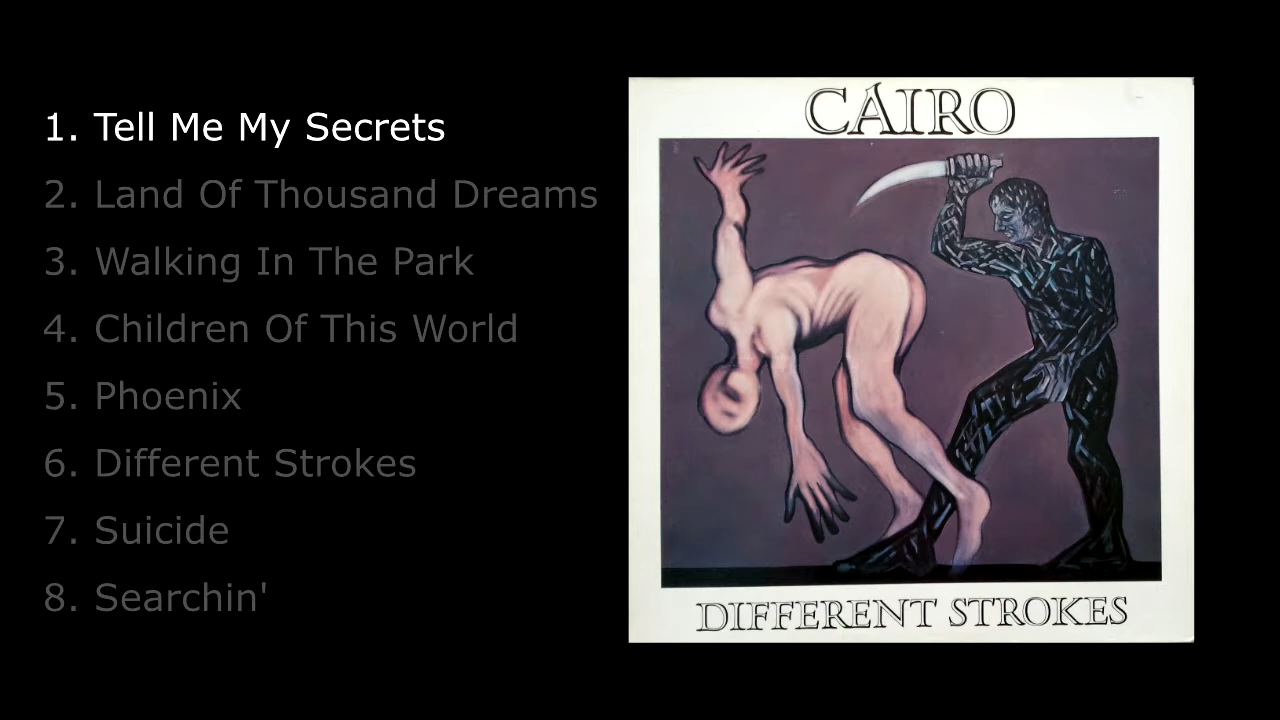 1. Tell Me My Secrets
2. Land Of Thousand Dreams
3. Walking In The Park
4. Children Of This World
5. Phoenix
6. Different Strokes
7. Suicide
8. Searchin'
CAIRO
DIFFERENT STROKES